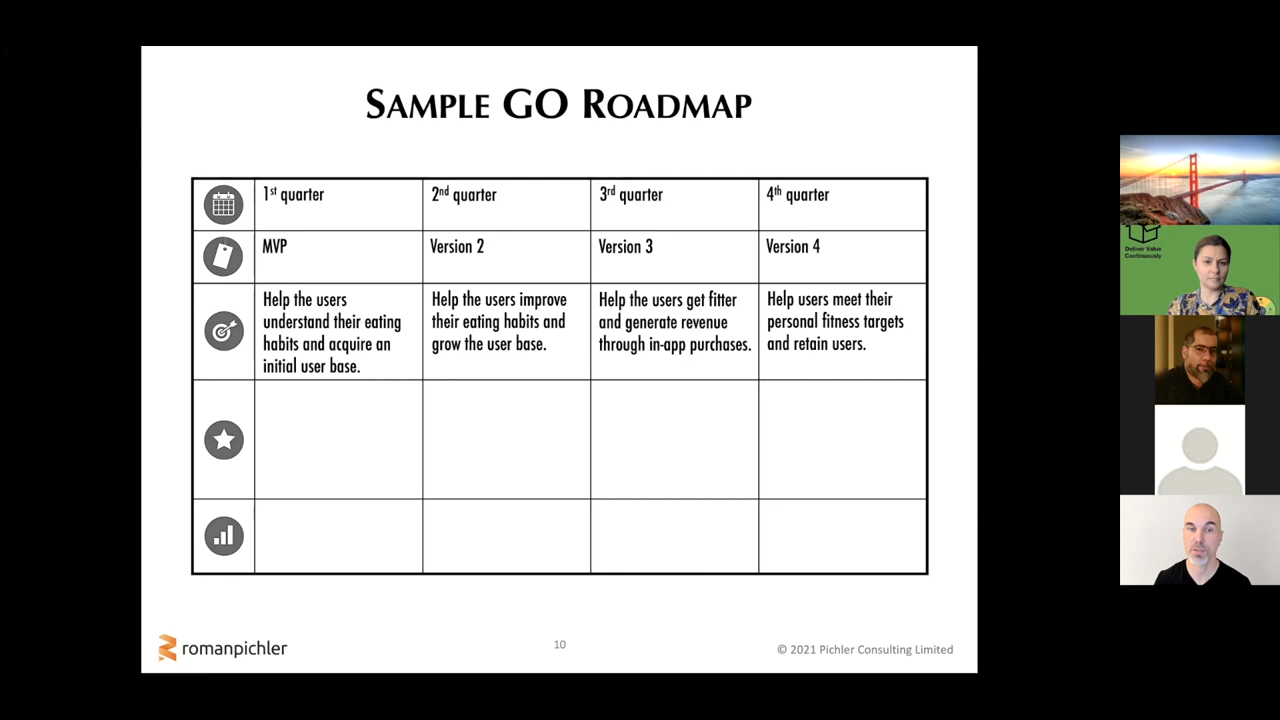 SAMPLE GO ROADMAP
1st quarter
2nd quarter
3rd quarter
4th quarter
MVP
Version 2
Version 3
Version 4
Help the users
understand their eating
habits and acquire an
initial user base.
Help the users improve
their eating habits and
grow the user base.
Help the users get fitter
and generate revenue
through in-app purchases.
Help users meet their
personal fitness targets
and retain users.
romanpichler
10
© 2021 Pichler Consulting Limited
Deliver Value
Continuously